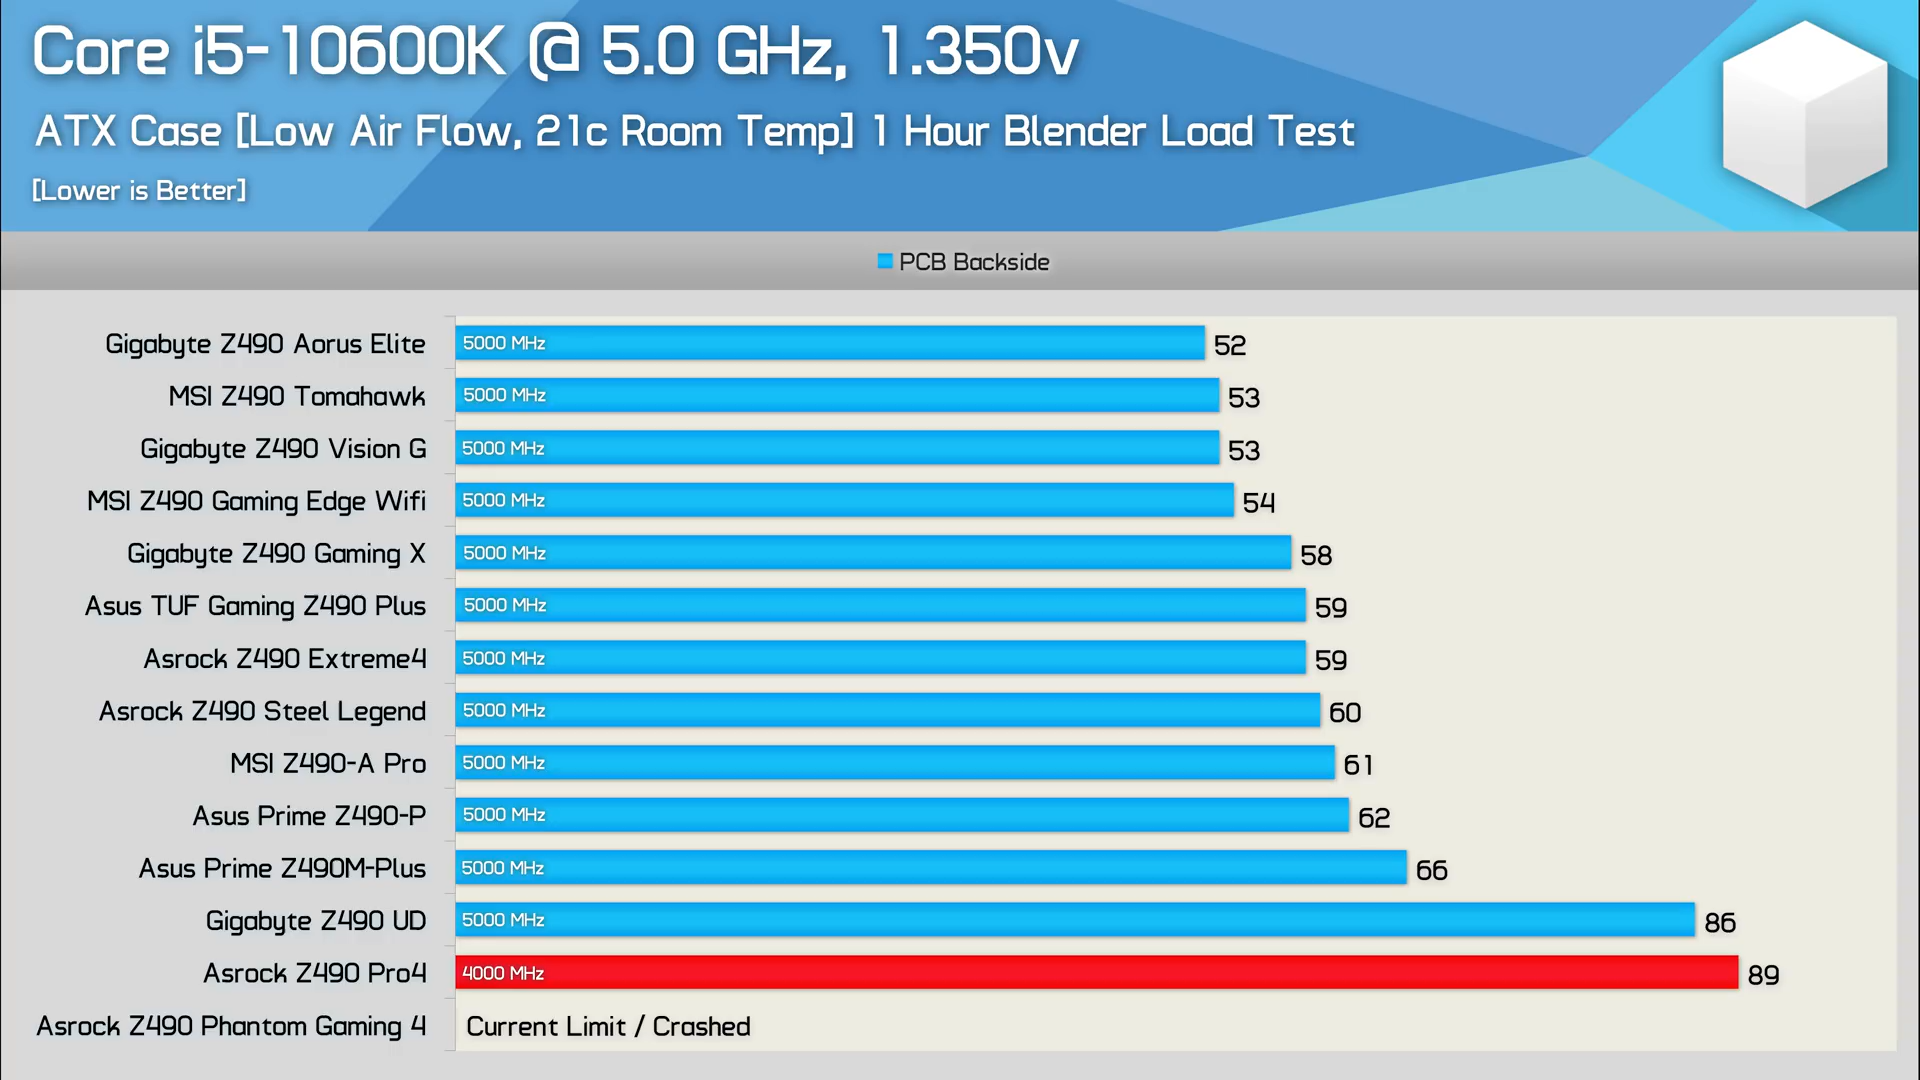 Core i5-10600K @ 5.0 GHz, 1.350v
ATX Case [Low Air Flow, 21c Room Temp] 1 Hour Blender Load Test
[Lower is Better]
PCB Backside
Gigabyte Z490 Aorus Elite 5000 MHz 52
MSI Z490 Tomahawk 5000 MHz 53
Gigabyte Z490 Vision G 5000 MHz 53
MSI Z490 Gaming Edge Wifi 5000 MHz 54
Gigabyte Z490 Gaming X 5000 MHz 58
Asus TUF Gaming Z490 Plus 5000 MHz 59
Asrock Z490 Extreme4 5000 MHz 59
Asrock Z490 Steel Legend 5000 MHz 60
MSI Z490-A Pro 5000 MHz 61
Asus Prime Z490-P 5000 MHz 62
Asus Prime Z490M-Plus 5000 MHz 66
Gigabyte Z490 UD 5000 MHz 86
Asrock Z490 Pro4 4000 MHz 89
Asrock Z490 Phantom Gaming 4 Current Limit / Crashed